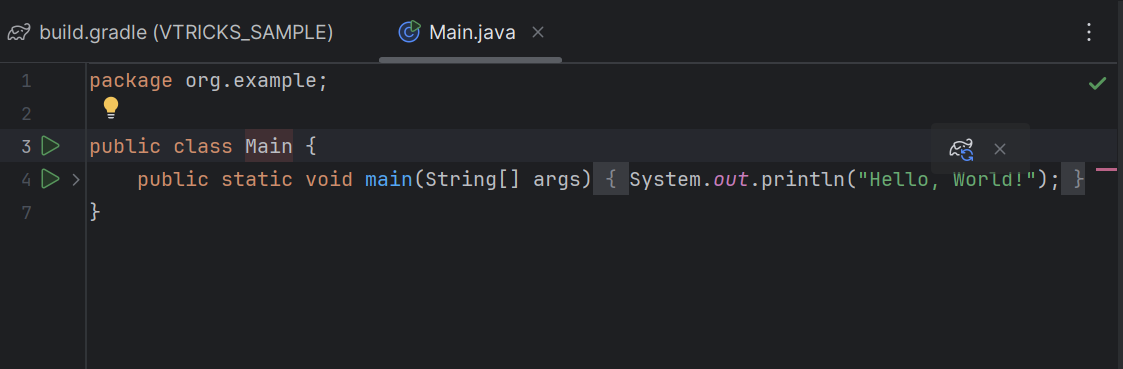 build.gradle (VTRICKS_SAMPLE) Main.java
1 package org.example;
2
3 public class Main {
4 public static void main(String[] args) { System.out.println("Hello, World!"); }
7 }